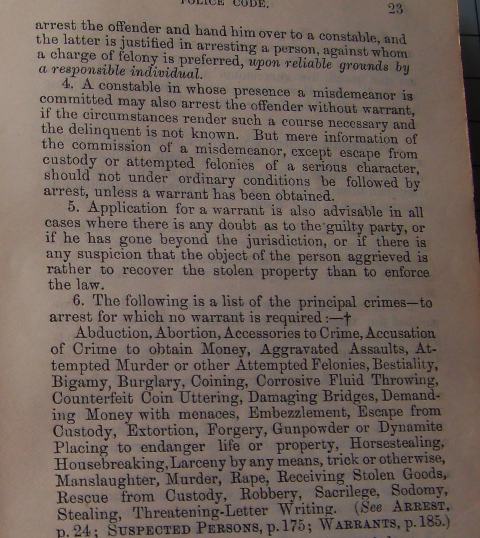 POLICE CODE. 23
arrest the offender and hand him over to a constable, and
the latter is justified in arresting a person, against whom
a charge of felony is preferred, upon reliable grounds by
a responsible individual.
4. A constable in whose presence a misdemeanor is
committed may also arrest the offender without warrant,
if the circumstances render such a course necessary and
the delinquent is not known. But mere information of
the commission of a misdemeanor, except escape from
custody or attempted felonies of a serious character,
should not under ordinary conditions be followed by
arrest, unless a warrant has been obtained.
5. Application for a warrant is also advisable in all
cases where there is any doubt as to the guilty party, or
if he has gone beyond the jurisdiction, or if there is
any suspicion that the object of the person aggrieved is
rather to recover the stolen property than to enforce
the law.
6. The following is a list of the principal crimes—to
arrest for which no warrant is required:—†
Abduction, Abortion, Accessories to Crime, Accusation
of Crime to obtain Money, Aggravated Assaults, At-
tempted Murder or other Attempted Felonies, Bestiality,
Bigamy, Burglary, Coining, Corrosive Fluid Throwing,
Counterfeit Coin Uttering, Damaging Bridges, Demand-
ing Money with menaces, Embezzlement, Escape from
Custody, Extortion, Forgery, Gunpowder or Dynamite
Placing to endanger life or property, Horsestealing,
Housebreaking, Larceny by any means, trick or otherwise,
Manslaughter, Murder, Rape, Receiving Stolen Goods,
Rescue from Custody, Robbery, Sacrilege, Sodomy,
Stealing, Threatening-Letter Writing. (See ARREST,
p. 24; SUSPECTED PERSONS, p. 175; WARRANTS, p. 185.)